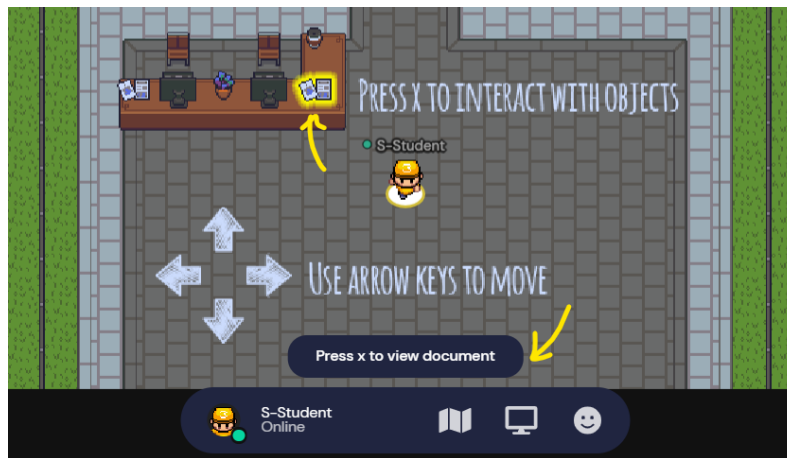 Press x to interact with objects
S-Student
Use arrow keys to move
Press x to view document
S-Student
Online